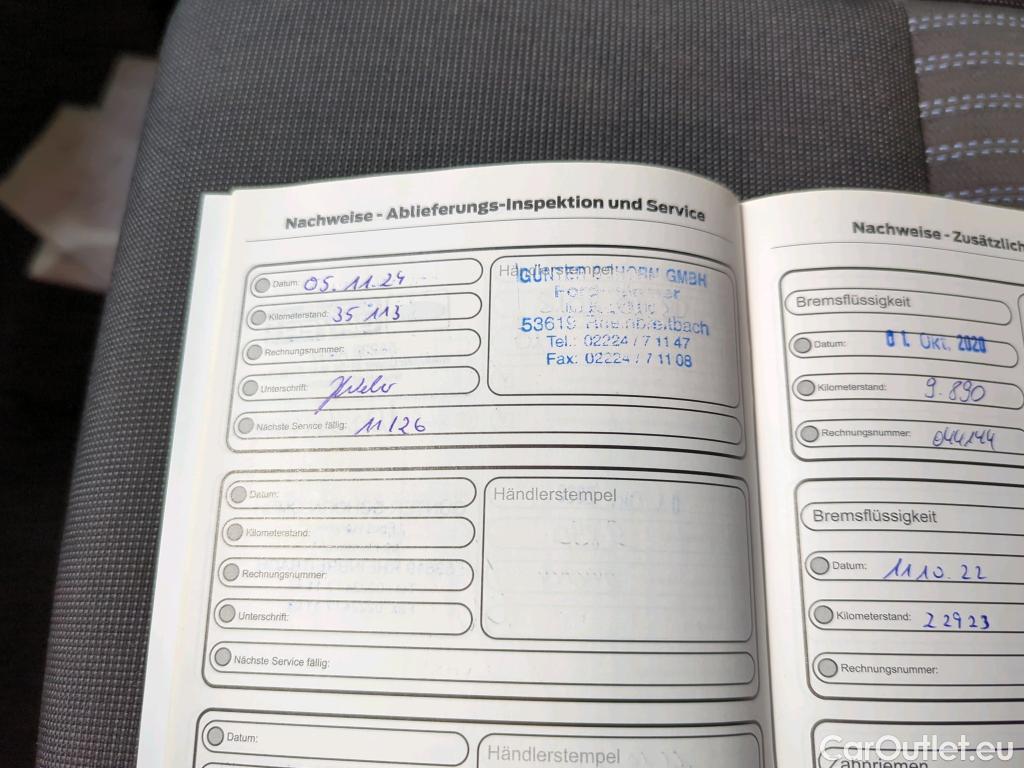 Nachweise - Ablieferungs-Inspektion und Service
Datum: 05.11.24
Kilometerstand: 35 113
Rechnungsnummer:
Unterschrift:
Nächste Service fällig: 11/26
Händlerstempel
GMBH
53619 Rheinbreitbach
Tel.: 02224 / 7 11 47
Fax: 02224 / 7 11 08
Datum:
Kilometerstand:
Rechnungsnummer:
Unterschrift:
Nächste Service fällig:
Händlerstempel
Datum:
Händlerstempel
Nachweise - Zusätzlich
Bremsflüssigkeit
Datum: 01. OKT. 2020
Kilometerstand: 9.890
Rechnungsnummer: 044144
Bremsflüssigkeit
Datum: 11 10. 22
Kilometerstand: 22923
Rechnungsnummer:
Zahnriemen
CarOutlet.eu